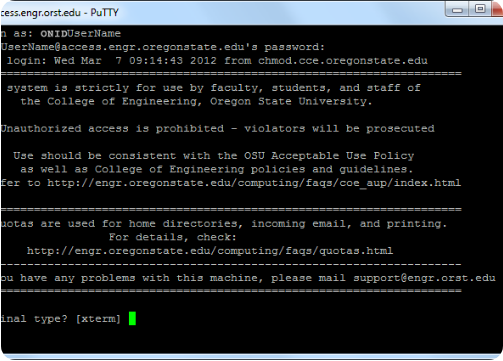 cess.engr.orst.edu - PuTTY
n as: ONIDUserName
UserName@access.engr.oregonstate.edu's password:
login: Wed Mar  7 09:14:43 2012 from chmod.cce.oregonstate.edu
======================================================================
system is strictly for use by faculty, students, and staff of
the College of Engineering, Oregon State University.
Unauthorized access is prohibited - violators will be prosecuted
Use should be consistent with the OSU Acceptable Use Policy
as well as College of Engineering policies and guidelines.
fer to http://engr.oregonstate.edu/computing/faqs/coe_aup/index.html
======================================================================
uotas are used for home directories, incoming email, and printing.
For details, check:
http://engr.oregonstate.edu/computing/faqs/quotas.html
----------------------------------------------------------------------
ou have any problems with this machine, please mail support@engr.orst.edu
======================================================================
inal type? [xterm]